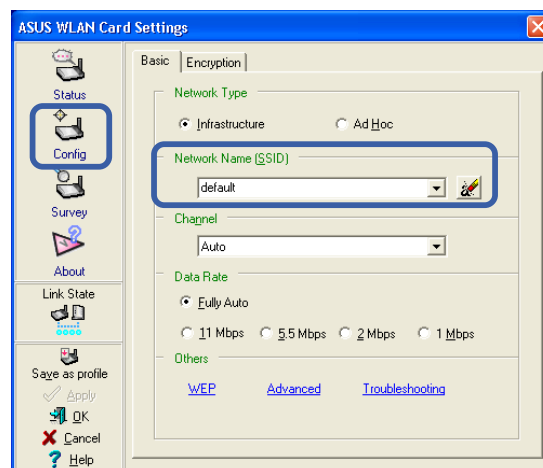 ASUS WLAN Card Settings
Status
Config
Survey
About
Link State
Save as profile
Apply
OK
Cancel
Help
Basic
Encryption
Network Type
Infrastructure
Ad Hoc
Network Name (SSID)
default
Channel
Auto
Data Rate
Fully Auto
11 Mbps 5.5 Mbps 2 Mbps 1 Mbps
Others
WEP Advanced Troubleshooting